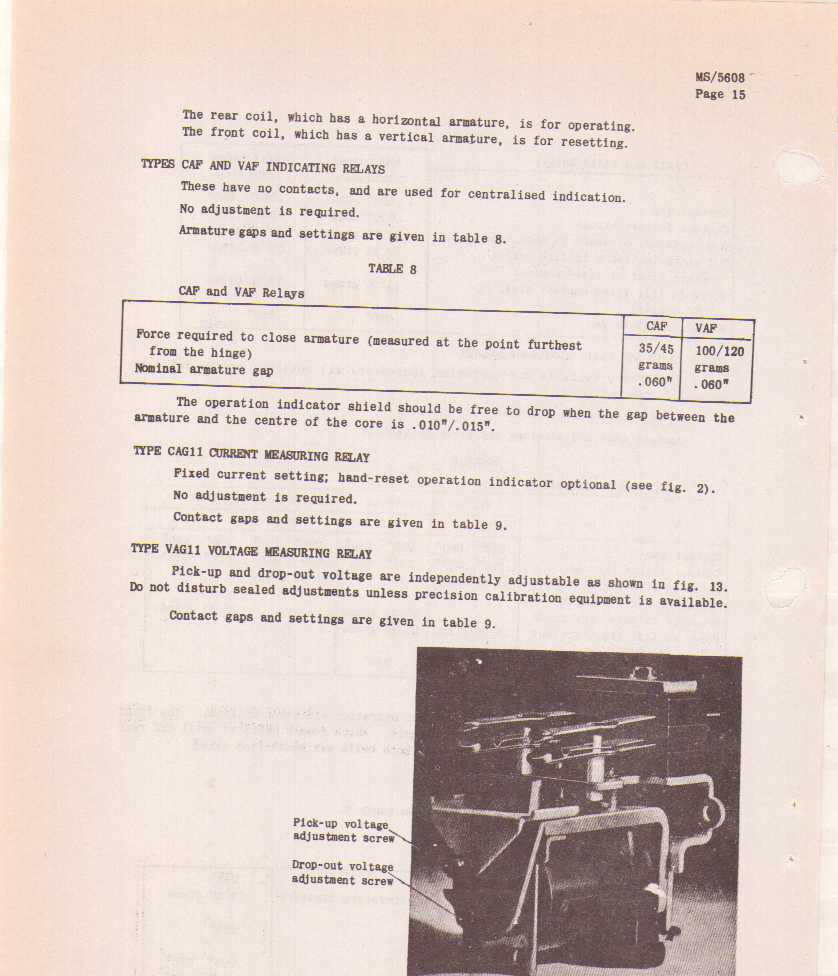 MS/5608
Page 15
The rear coil, which has a horizontal armature, is for operating.
The front coil, which has a vertical armature, is for resetting.
TYPES CAF AND VAF INDICATING RELAYS
These have no contacts, and are used for centralised indication.
No adjustment is required.
Armature gaps and settings are given in table 8.
TABLE 8
CAF and VAF Relays
CAF VAF
Force required to close armature (measured at the point furthest 35/45 100/120
from the hinge) grams grams
Nominal armature gap .060" .060"
The operation indicator shield should be free to drop when the gap between the
armature and the centre of the core is .010"/.015".
TYPE CAG11 CURRENT MEASURING RELAY
Fixed current setting; hand-reset operation indicator optional (see fig. 2).
No adjustment is required.
Contact gaps and settings are given in table 9.
TYPE VAG11 VOLTAGE MEASURING RELAY
Pick-up and drop-out voltage are independently adjustable as shown in fig. 13.
Do not disturb sealed adjustments unless precision calibration equipment is available.
Contact gaps and settings are given in table 9.
Pick-up voltage
adjustment screw
Drop-out voltage
adjustment screw